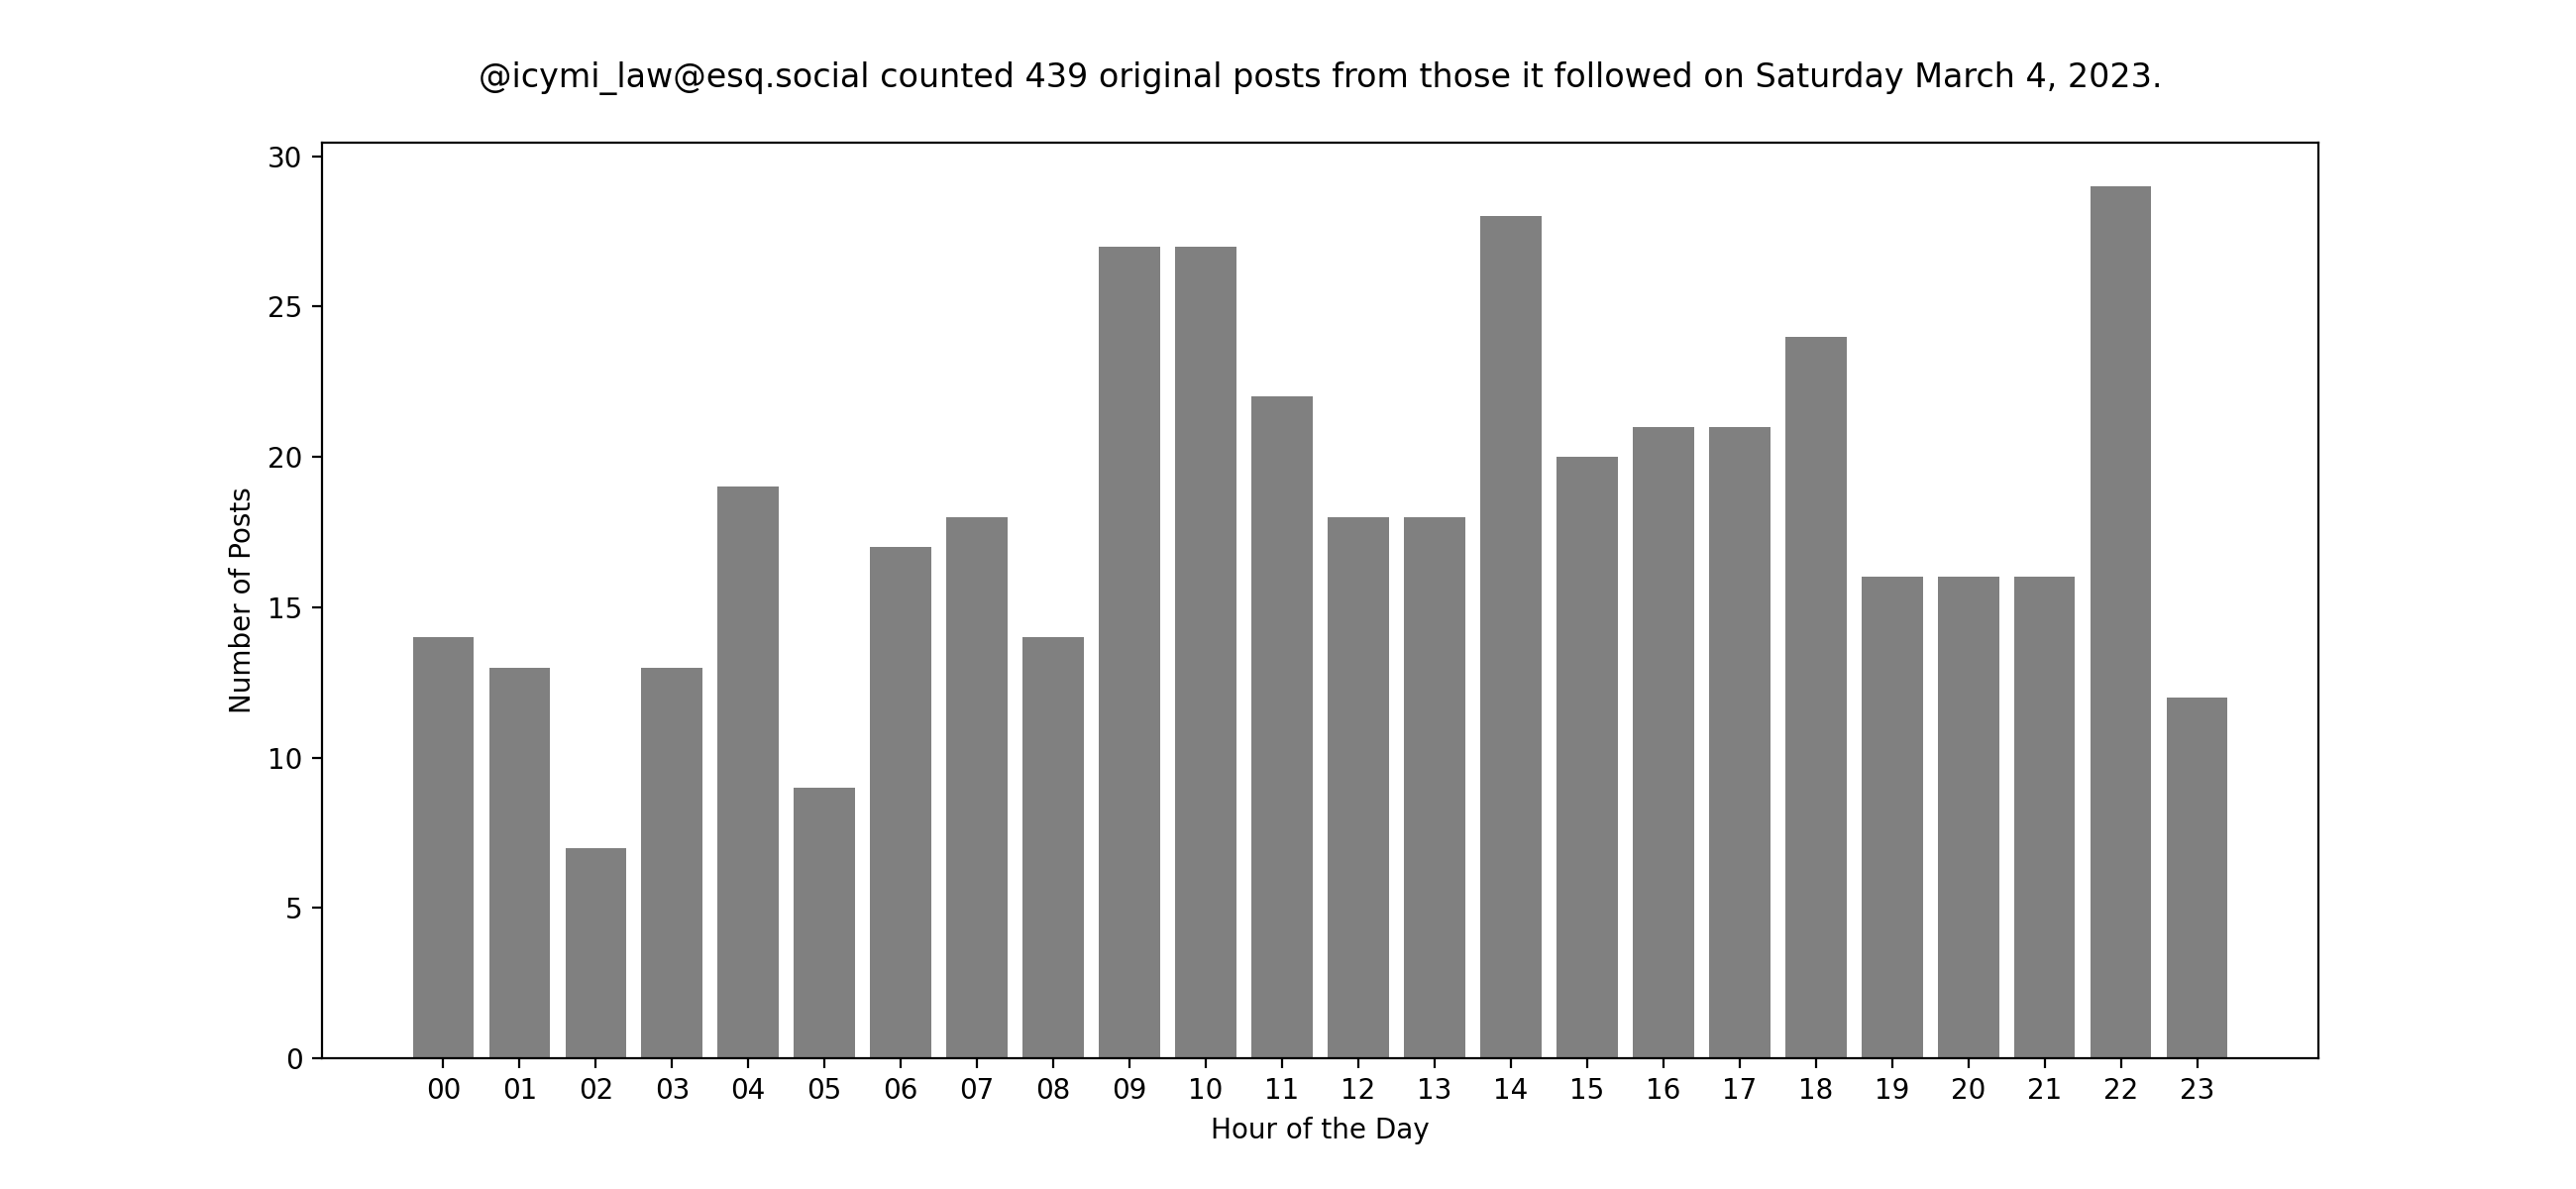 @icymi_law@esq.social counted 439 original posts from those it followed on Saturday March 4, 2023.
30
25
20
15
10
5
0
Number of Posts
00 01 02 03 04 05 06 07 08 09 10 11 12 13 14 15 16 17 18 19 20 21 22 23
Hour of the Day